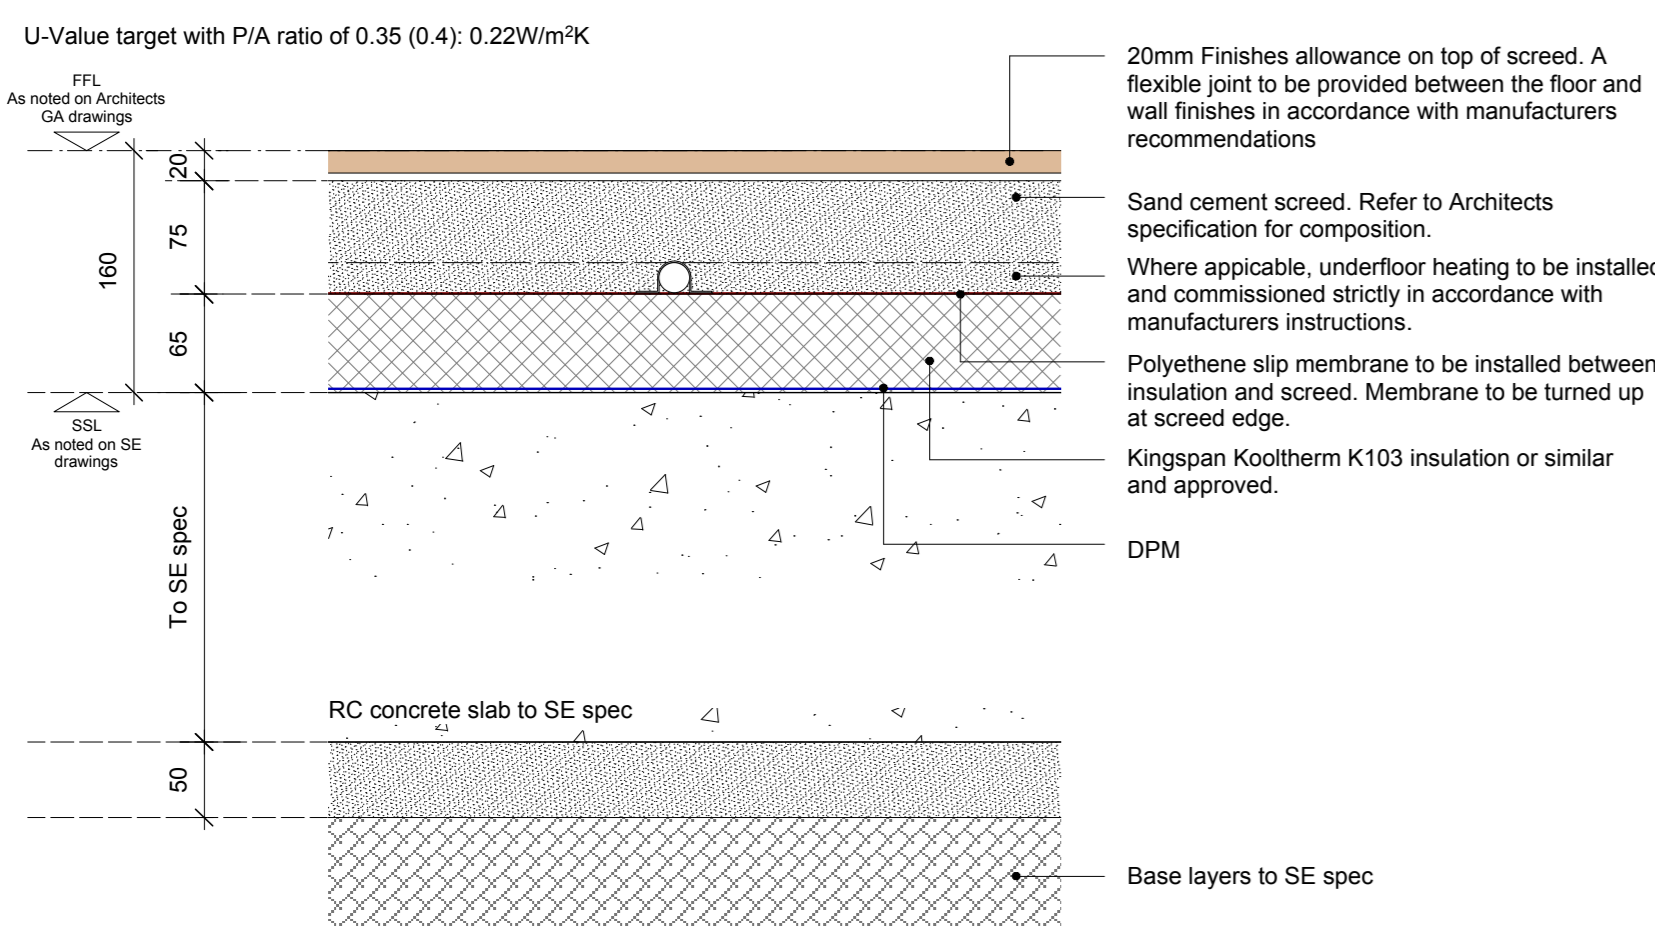 U-Value target with P/A ratio of 0.35 (0.4): 0.22W/m²K
FFL
As noted on Architects
GA drawings
20mm Finishes allowance on top of screed. A
flexible joint to be provided between the floor and
wall finishes in accordance with manufacturers
recommendations
20
75
160
65
Sand cement screed. Refer to Architects
specification for composition.
Where appicable, underfloor heating to be installed
and commissioned strictly in accordance with
manufacturers instructions.
Polyethene slip membrane to be installed between
insulation and screed. Membrane to be turned up
at screed edge.
SSL
As noted on SE
drawings
Kingspan Kooltherm K103 insulation or similar
and approved.
DPM
To SE spec
RC concrete slab to SE spec
50
Base layers to SE spec